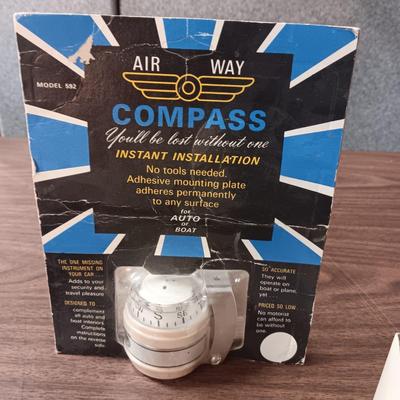 AIR WAY
MODEL 592
COMPASS
You'll be lost without one
INSTANT INSTALLATION
No tools needed.
Adhesive mounting plate
adheres permanently
to any surface
for
AUTO
or
BOAT
THE ONE MISSING
INSTRUMENT ON
YOUR CAR...
Adds to your
security and
travel pleasure
DESIGNED TO
complement
all auto and
boat interiors.
Complete
instructions
on the reverse
side.
SO ACCURATE
They will
operate on
boat or plane,
yet . . .
PRICED SO LOW
No motorist
can afford to
be without
one.
S
SE